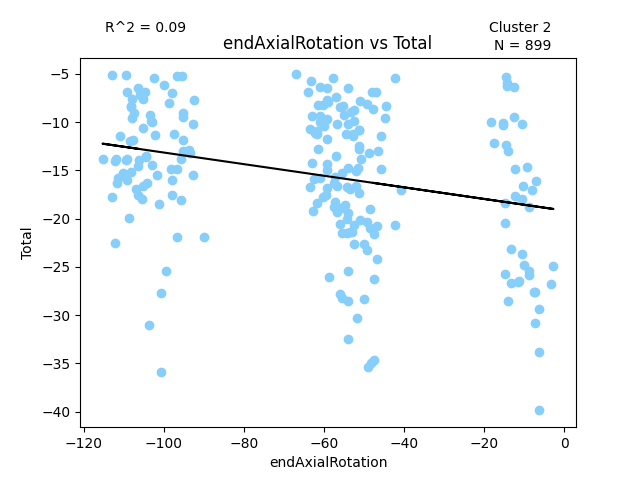 R^2 = 0.09
Cluster 2
N = 899
endAxialRotation vs Total
Total
−5
−10
−15
−20
−25
−30
−35
−40
−120
−100
−80
−60
−40
−20
0
endAxialRotation